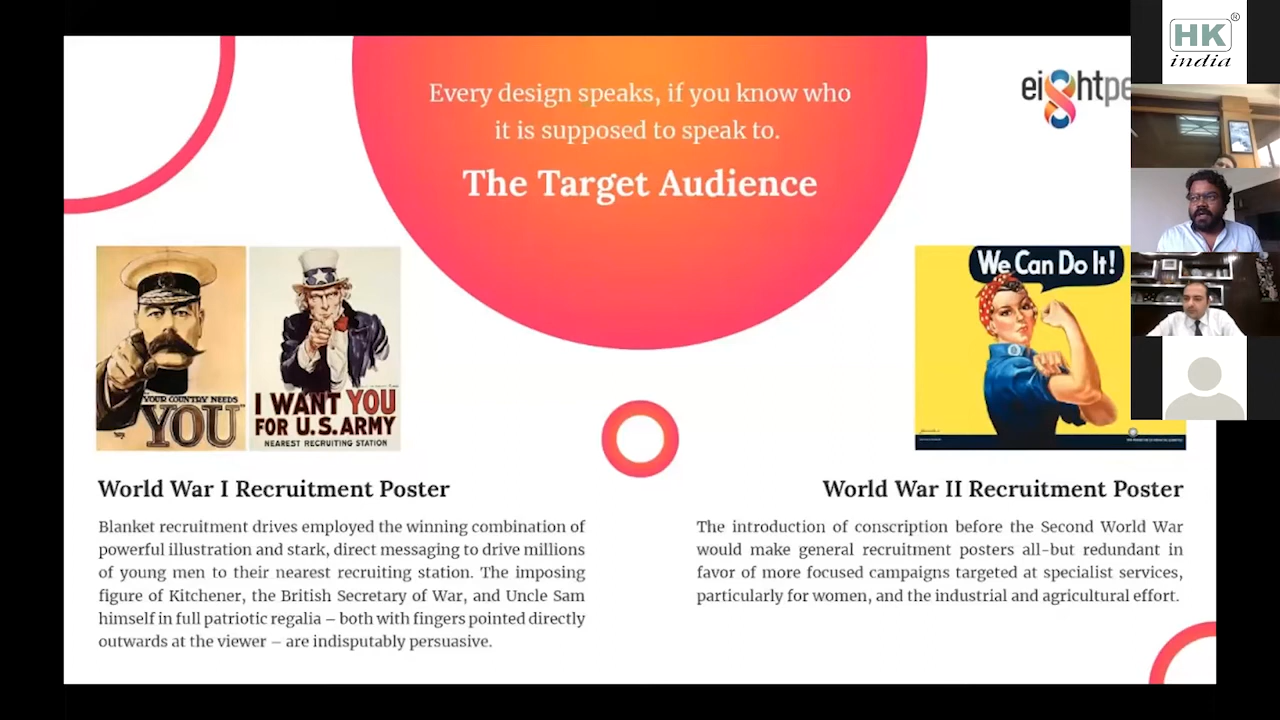 HK®
india
Every design speaks, if you know who
it is supposed to speak to.
The Target Audience
"YOUR COUNTRY NEEDS
YOU"
I WANT YOU
FOR U.S. ARMY
NEAREST RECRUITING STATION
We Can Do It!
World War I Recruitment Poster
Blanket recruitment drives employed the winning combination of
powerful illustration and stark, direct messaging to drive millions
of young men to their nearest recruiting station. The imposing
figure of Kitchener, the British Secretary of War, and Uncle Sam
himself in full patriotic regalia – both with fingers pointed directly
outwards at the viewer – are indisputably persuasive.
World War II Recruitment Poster
The introduction of conscription before the Second World War
would make general recruitment posters all-but redundant in
favor of more focused campaigns targeted at specialist services,
particularly for women, and the industrial and agricultural effort.